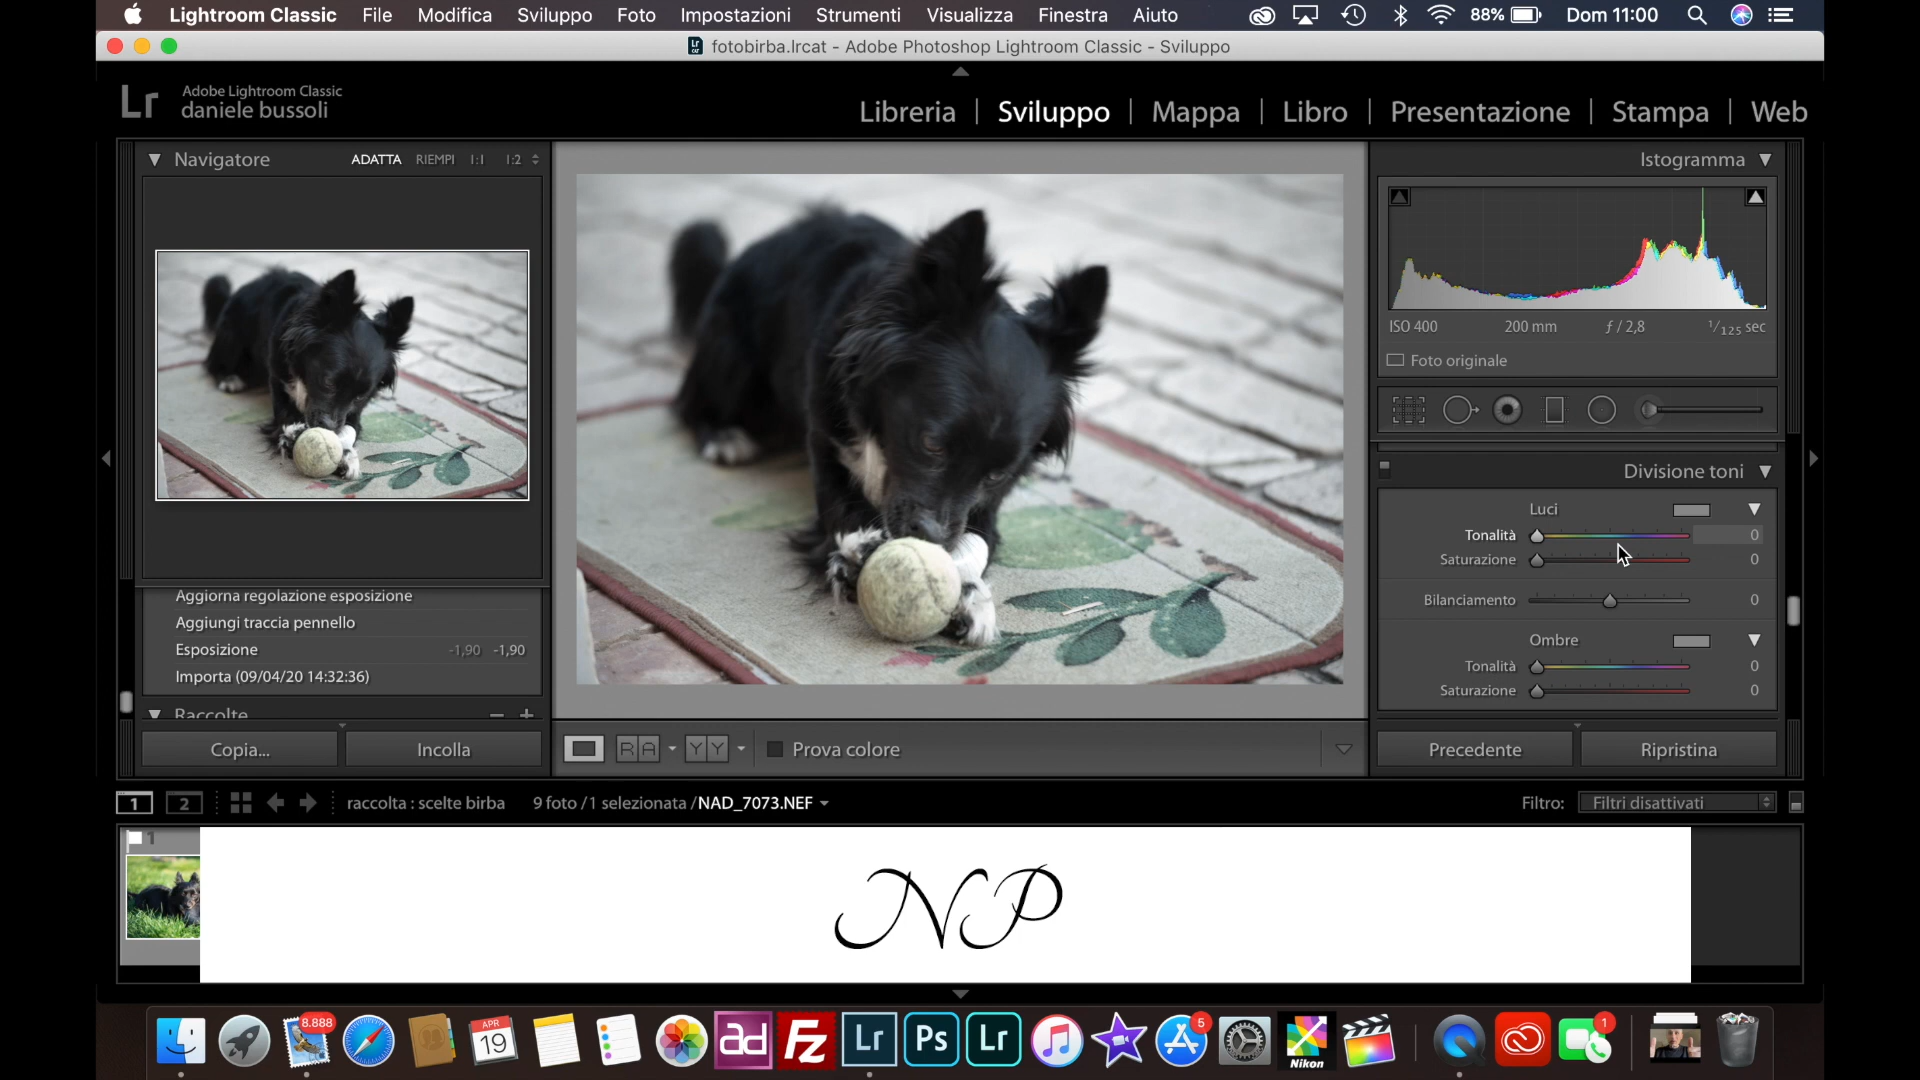 Lightroom Classic File Modifica Sviluppo Foto Impostazioni Strumenti Visualizza Finestra Aiuto 88% Dom 11:00
fotobirba.lrcat - Adobe Photoshop Lightroom Classic - Sviluppo
Lr Adobe Lightroom Classic
daniele bussoli
Libreria | Sviluppo | Mappa | Libro | Presentazione | Stampa | Web
Navigatore ADATTA RIEMPI 1:1 1:2
Istogramma
ISO 400 200 mm ƒ / 2,8 1/125 sec
Foto originale
Divisione toni
Luci
Tonalità 0
Saturazione 0
Bilanciamento 0
Ombre
Tonalità 0
Saturazione 0
Aggiorna regolazione esposizione
Aggiungi traccia pennello
Esposizione -1,90 -1,90
Importa (09/04/20 14:32:36)
Raccolte
Copia... Incolla
R A Y Y Prova colore
Precedente Ripristina
1 2 raccolta : scelte birba 9 foto / 1 selezionata / NAD_7073.NEF
Filtro: Filtri disattivati
1
NP
8.888 APR 19 ad Fz Lr Ps Lr 5 Nikon 1